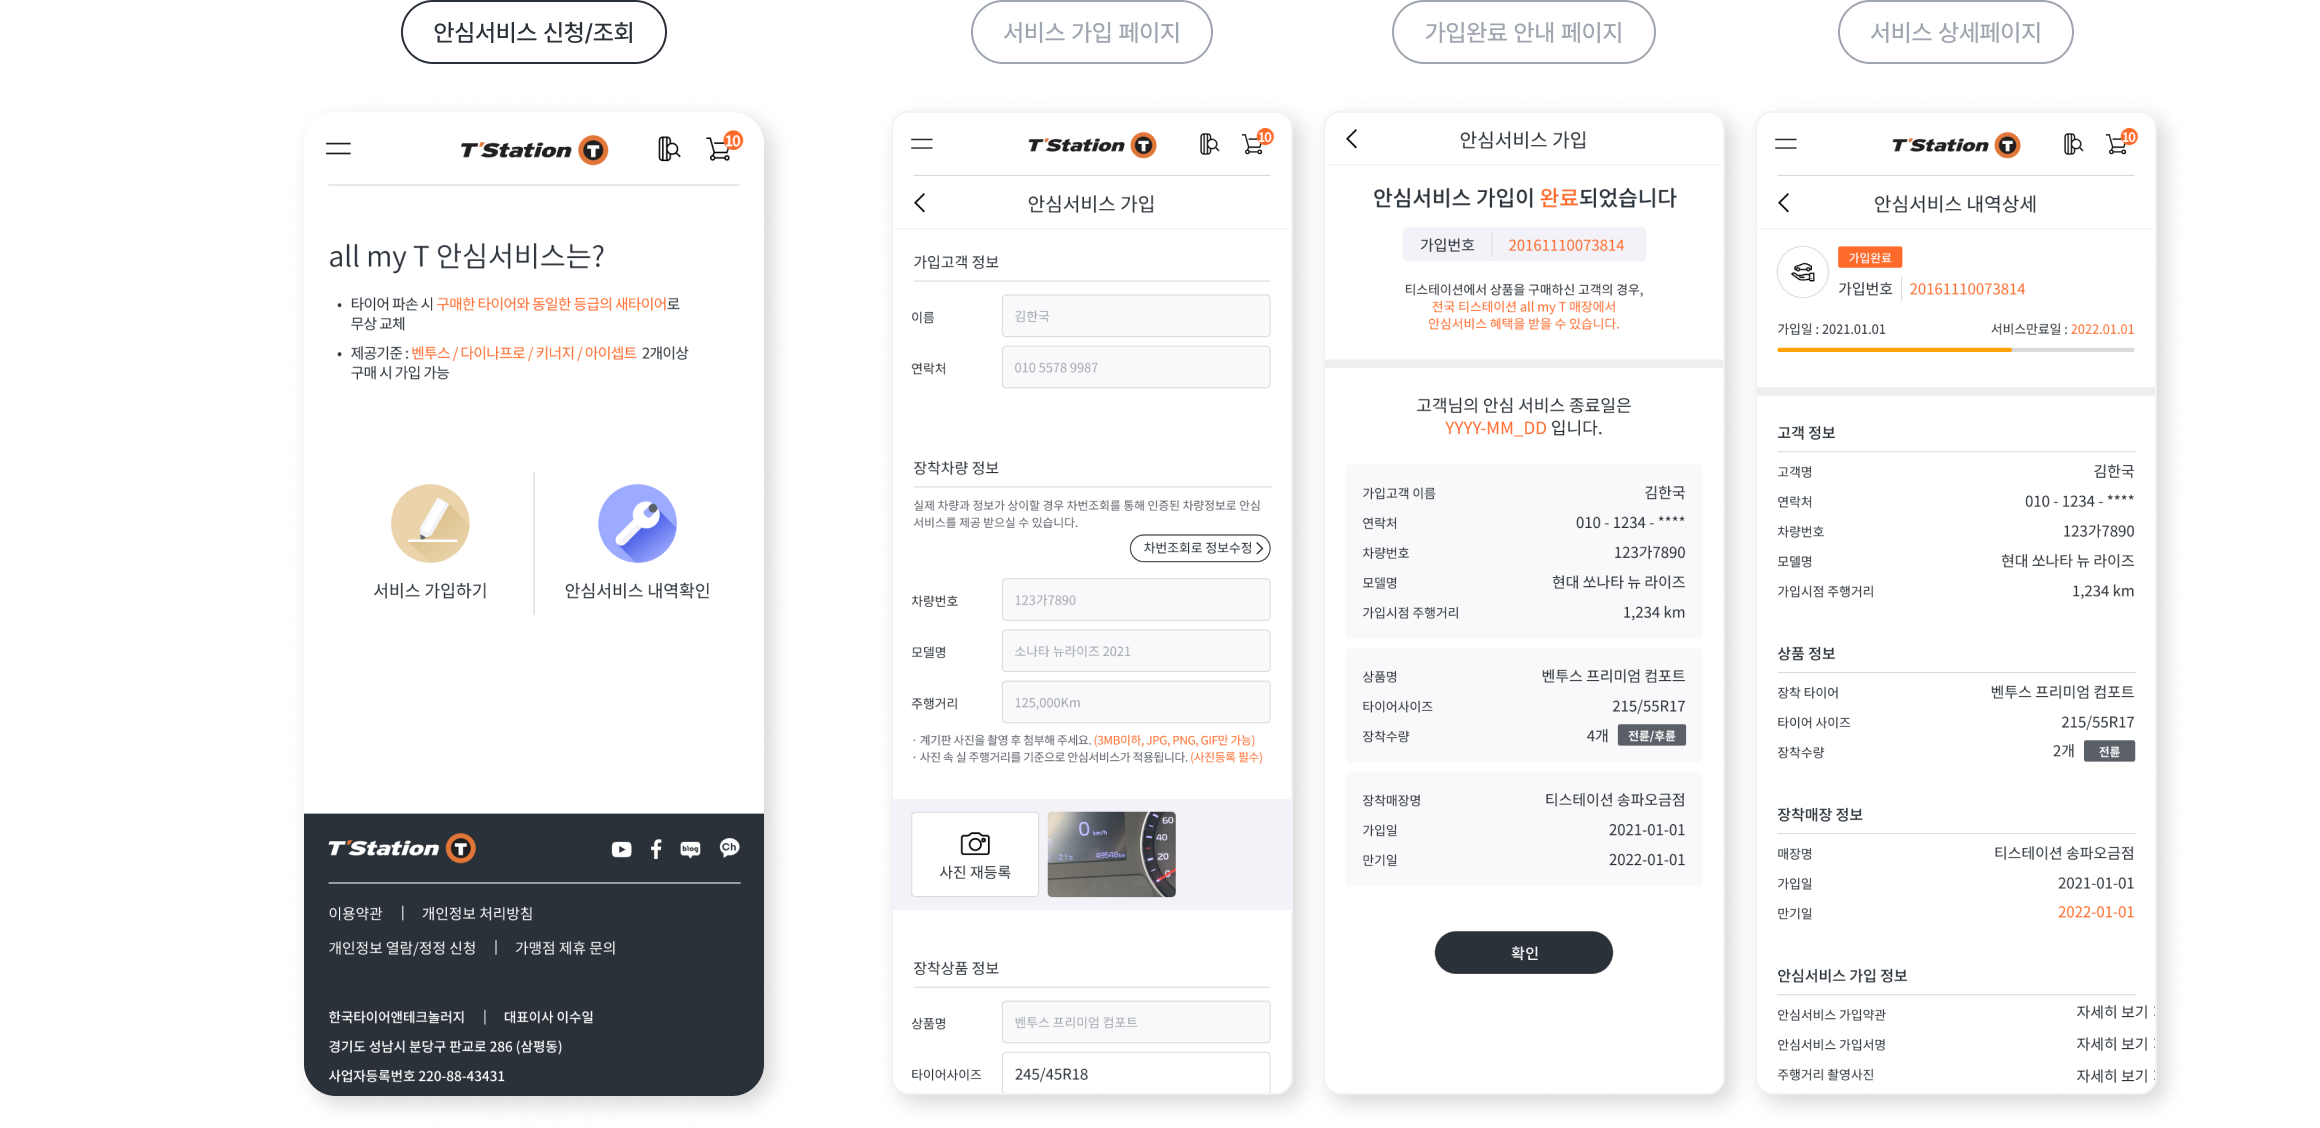 안심서비스 신청/조회
서비스 가입 페이지
가입완료 안내 페이지
서비스 상세페이지
T'Station T
10
all my T 안심서비스는?
• 타이어 파손 시 구매한 타이어와 동일한 등급의 새타이어로
무상 교체
• 제공기준 : 벤투스 / 다이나프로 / 키너지 / 아이셉트 2개이상
구매 시 가입 가능
서비스 가입하기
안심서비스 내역확인
T'Station T
blog
Ch
이용약관 | 개인정보 처리방침
개인정보 열람/정정 신청 | 가맹점 제휴 문의
한국타이어앤테크놀러지 | 대표이사 이수일
경기도 성남시 분당구 판교로 286 (삼평동)
사업자등록번호 220-88-43431
T'Station T
10
안심서비스 가입
가입고객 정보
이름 김한국
연락처 010 5578 9987
장착차량 정보
실제 차량과 정보가 상이할 경우 차번조회를 통해 인증된 차량정보로 안심
서비스를 제공 받으실 수 있습니다.
차번조회로 정보수정 >
차량번호 123가7890
모델명 소나타 뉴라이즈 2021
주행거리 125,000Km
· 계기판 사진을 촬영 후 첨부해 주세요. (3MB이하, JPG, PNG, GIF만 가능)
· 사진 속 실 주행거리를 기준으로 안심서비스가 적용됩니다. (사진등록 필수)
사진 재등록
0 km/h
21℃ 49548 km
60
40
20
0
장착상품 정보
상품명 벤투스 프리미엄 컴포트
타이어사이즈 245/45R18
안심서비스 가입
안심서비스 가입이 완료되었습니다
가입번호 | 20161110073814
티스테이션에서 상품을 구매하신 고객의 경우,
전국 티스테이션 all my T 매장에서
안심서비스 혜택을 받을 수 있습니다.
고객님의 안심 서비스 종료일은
YYYY-MM_DD 입니다.
가입고객 이름 김한국
연락처 010 - 1234 - ****
차량번호 123가7890
모델명 현대 쏘나타 뉴 라이즈
가입시점 주행거리 1,234 km
상품명 벤투스 프리미엄 컴포트
타이어사이즈 215/55R17
장착수량 4개 전륜/후륜
장착매장명 티스테이션 송파오금점
가입일 2021-01-01
만기일 2022-01-01
확인
T'Station T
10
안심서비스 내역상세
가입완료
가입번호 | 20161110073814
가입일 : 2021.01.01 서비스만료일 : 2022.01.01
고객 정보
고객명 김한국
연락처 010 - 1234 - ****
차량번호 123가7890
모델명 현대 쏘나타 뉴 라이즈
가입시점 주행거리 1,234 km
상품 정보
장착 타이어 벤투스 프리미엄 컴포트
타이어 사이즈 215/55R17
장착수량 2개 전륜
장착매장 정보
매장명 티스테이션 송파오금점
가입일 2021-01-01
만기일 2022-01-01
안심서비스 가입 정보
안심서비스 가입약관 자세히 보기
안심서비스 가입서명 자세히 보기
주행거리 촬영사진 자세히 보기